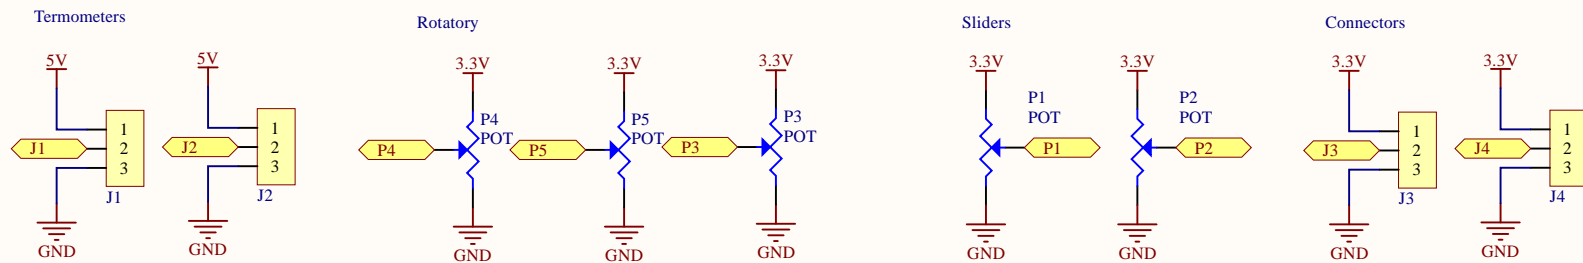 Termometers
5V
J1
1
2
3
J1
GND
5V
J2
1
2
3
J2
GND
Rotatory
3.3V
P4
POT
P4
GND
3.3V
P5
POT
P5
GND
3.3V
P3
POT
P3
GND
Sliders
3.3V
P1
POT
P1
GND
3.3V
P2
POT
P2
GND
Connectors
3.3V
J3
1
2
3
J3
GND
3.3V
J4
1
2
3
J4
GND